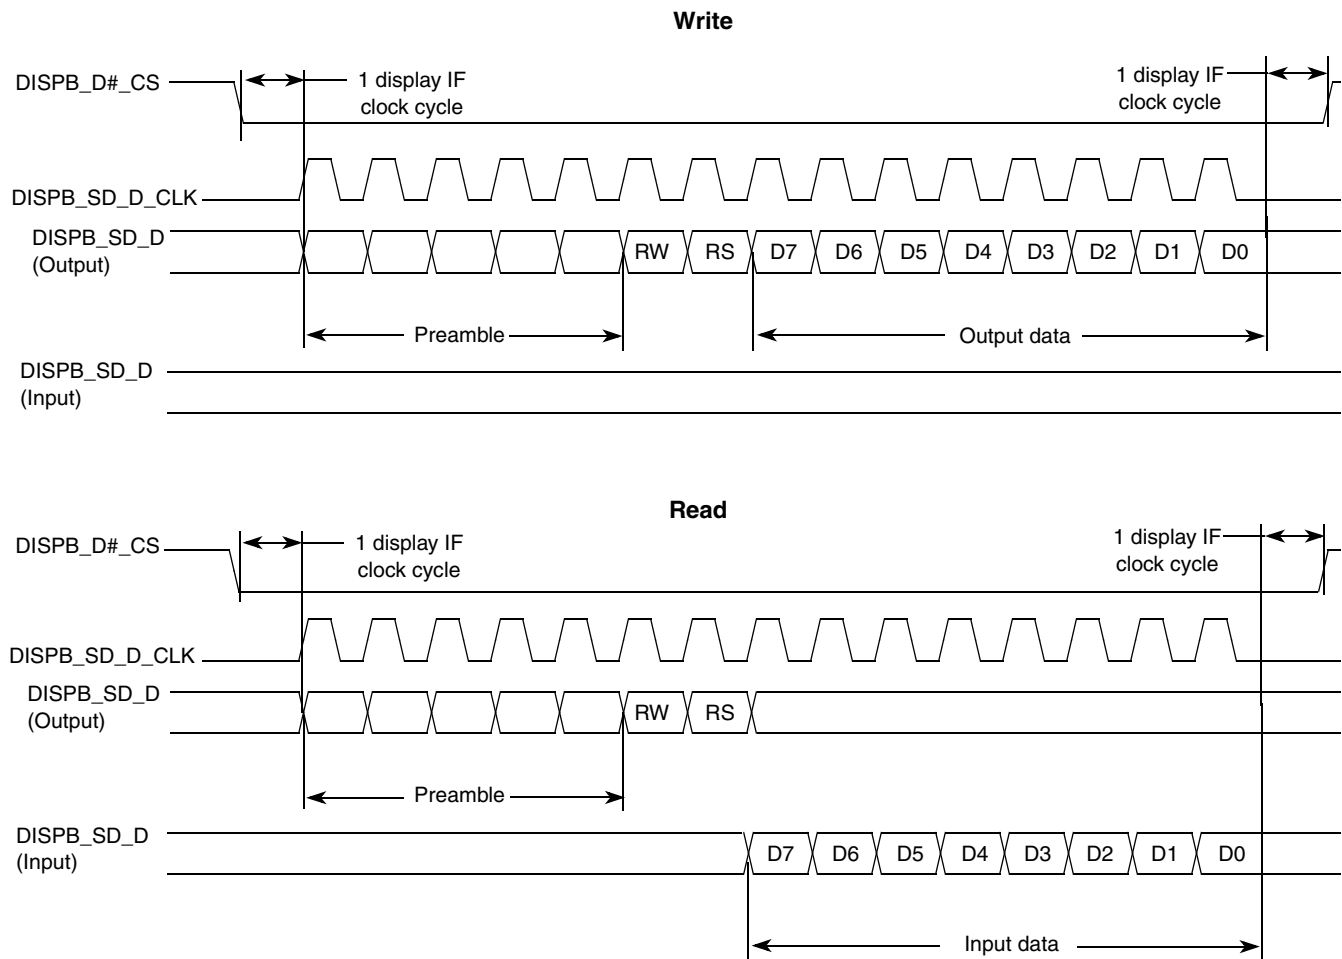 Write
DISPB_D#_CS
1 display IF
clock cycle
1 display IF
clock cycle
DISPB_SD_D_CLK
DISPB_SD_D
(Output)
RW RS D7 D6 D5 D4 D3 D2 D1 D0
Preamble
Output data
DISPB_SD_D
(Input)
Read
DISPB_D#_CS
1 display IF
clock cycle
1 display IF
clock cycle
DISPB_SD_D_CLK
DISPB_SD_D
(Output)
RW RS
Preamble
DISPB_SD_D
(Input)
D7 D6 D5 D4 D3 D2 D1 D0
Input data